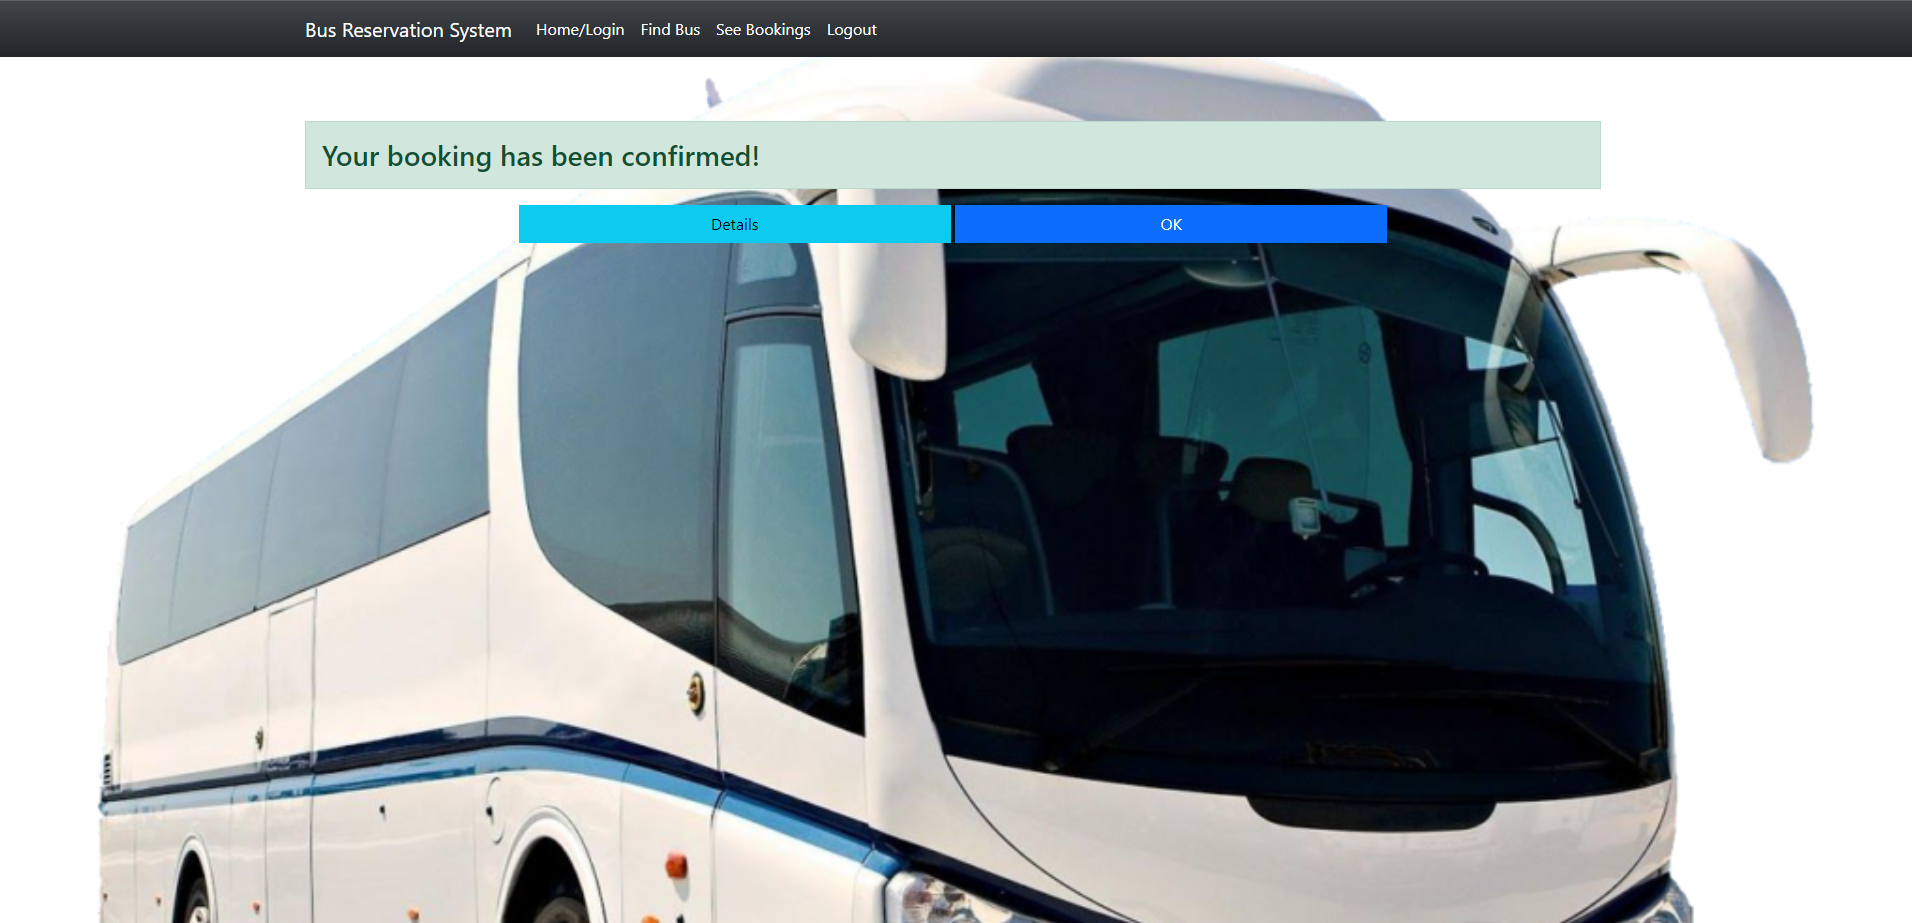 Bus Reservation System Home/Login Find Bus See Bookings Logout
Your booking has been confirmed!
Details OK